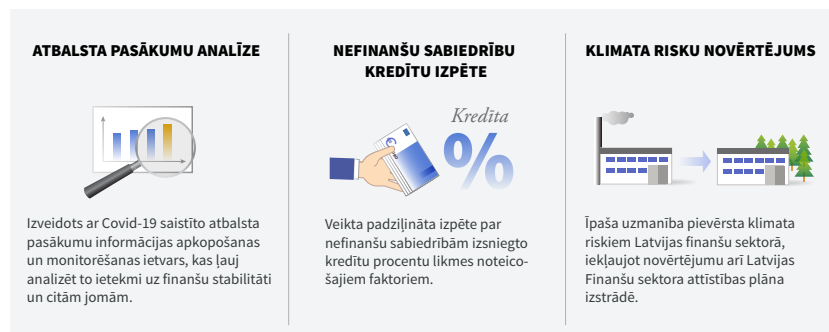 ATBALSTA PASĀKUMU ANALĪZE
Izveidots ar Covid-19 saistīto atbalsta
pasākumu informācijas apkopošanas
un monitorēšanas ietvars, kas ļauj
analizēt to ietekmi uz finanšu stabilitāti
un citām jomām.
NEFINANŠU SABIEDRĪBU
KREDĪTU IZPĒTE
Kredīta
%
Veikta padziļināta izpēte par
nefinanšu sabiedrībām izsniegto
kredītu procentu likmes noteico-
šajiem faktoriem.
KLIMATA RISKU NOVĒRTĒJUMS
Īpaša uzmanība pievērsta klimata
riskiem Latvijas finanšu sektorā,
iekļaujot novērtējumu arī Latvijas
Finanšu sektora attīstības plāna
izstrādē.